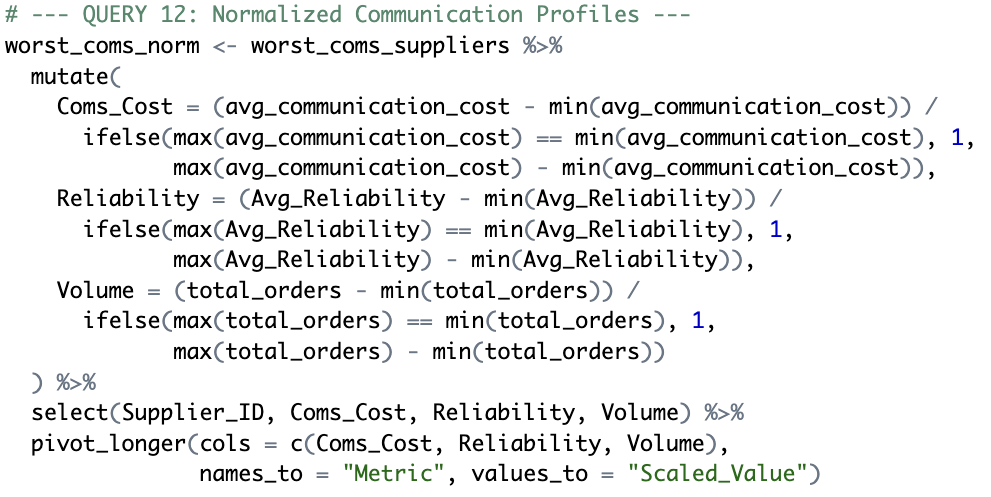 # --- QUERY 12: Normalized Communication Profiles ---
worst_coms_norm <- worst_coms_suppliers %>%
  mutate(
    Coms_Cost = (avg_communication_cost - min(avg_communication_cost)) /
      ifelse(max(avg_communication_cost) == min(avg_communication_cost), 1,
             max(avg_communication_cost) - min(avg_communication_cost)),
    Reliability = (Avg_Reliability - min(Avg_Reliability)) /
      ifelse(max(Avg_Reliability) == min(Avg_Reliability), 1,
             max(Avg_Reliability) - min(Avg_Reliability)),
    Volume = (total_orders - min(total_orders)) /
      ifelse(max(total_orders) == min(total_orders), 1,
             max(total_orders) - min(total_orders))
  ) %>%
  select(Supplier_ID, Coms_Cost, Reliability, Volume) %>%
  pivot_longer(cols = c(Coms_Cost, Reliability, Volume),
               names_to = "Metric", values_to = "Scaled_Value")